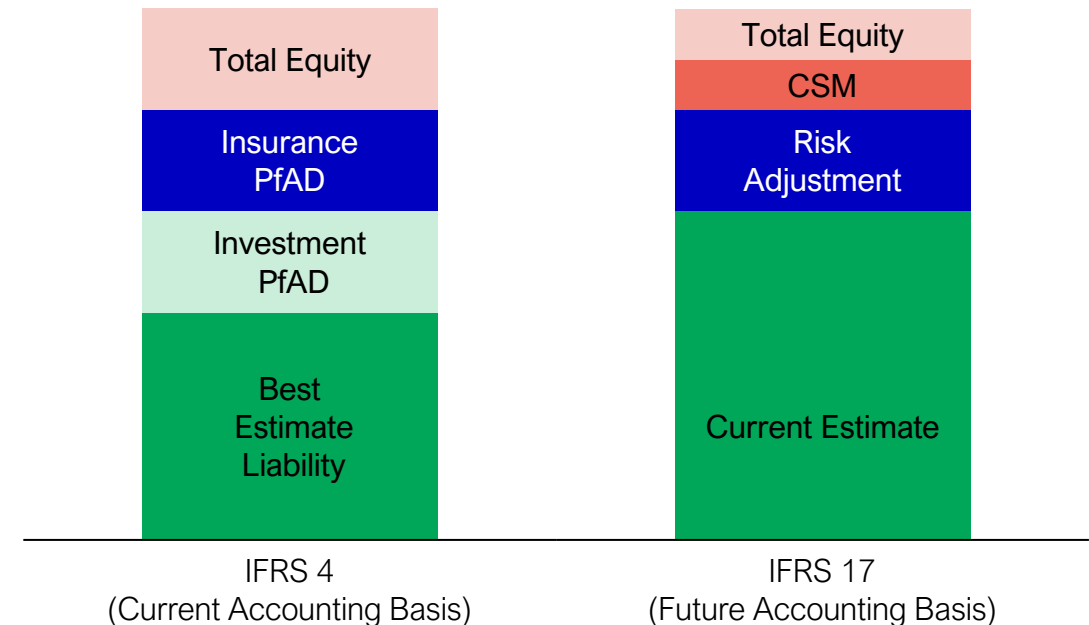 Total Equity
Insurance
PfAD
Investment
PfAD
Best
Estimate
Liability
IFRS 4
(Current Accounting Basis)
Total Equity
CSM
Risk
Adjustment
Current Estimate
IFRS 17
(Future Accounting Basis)